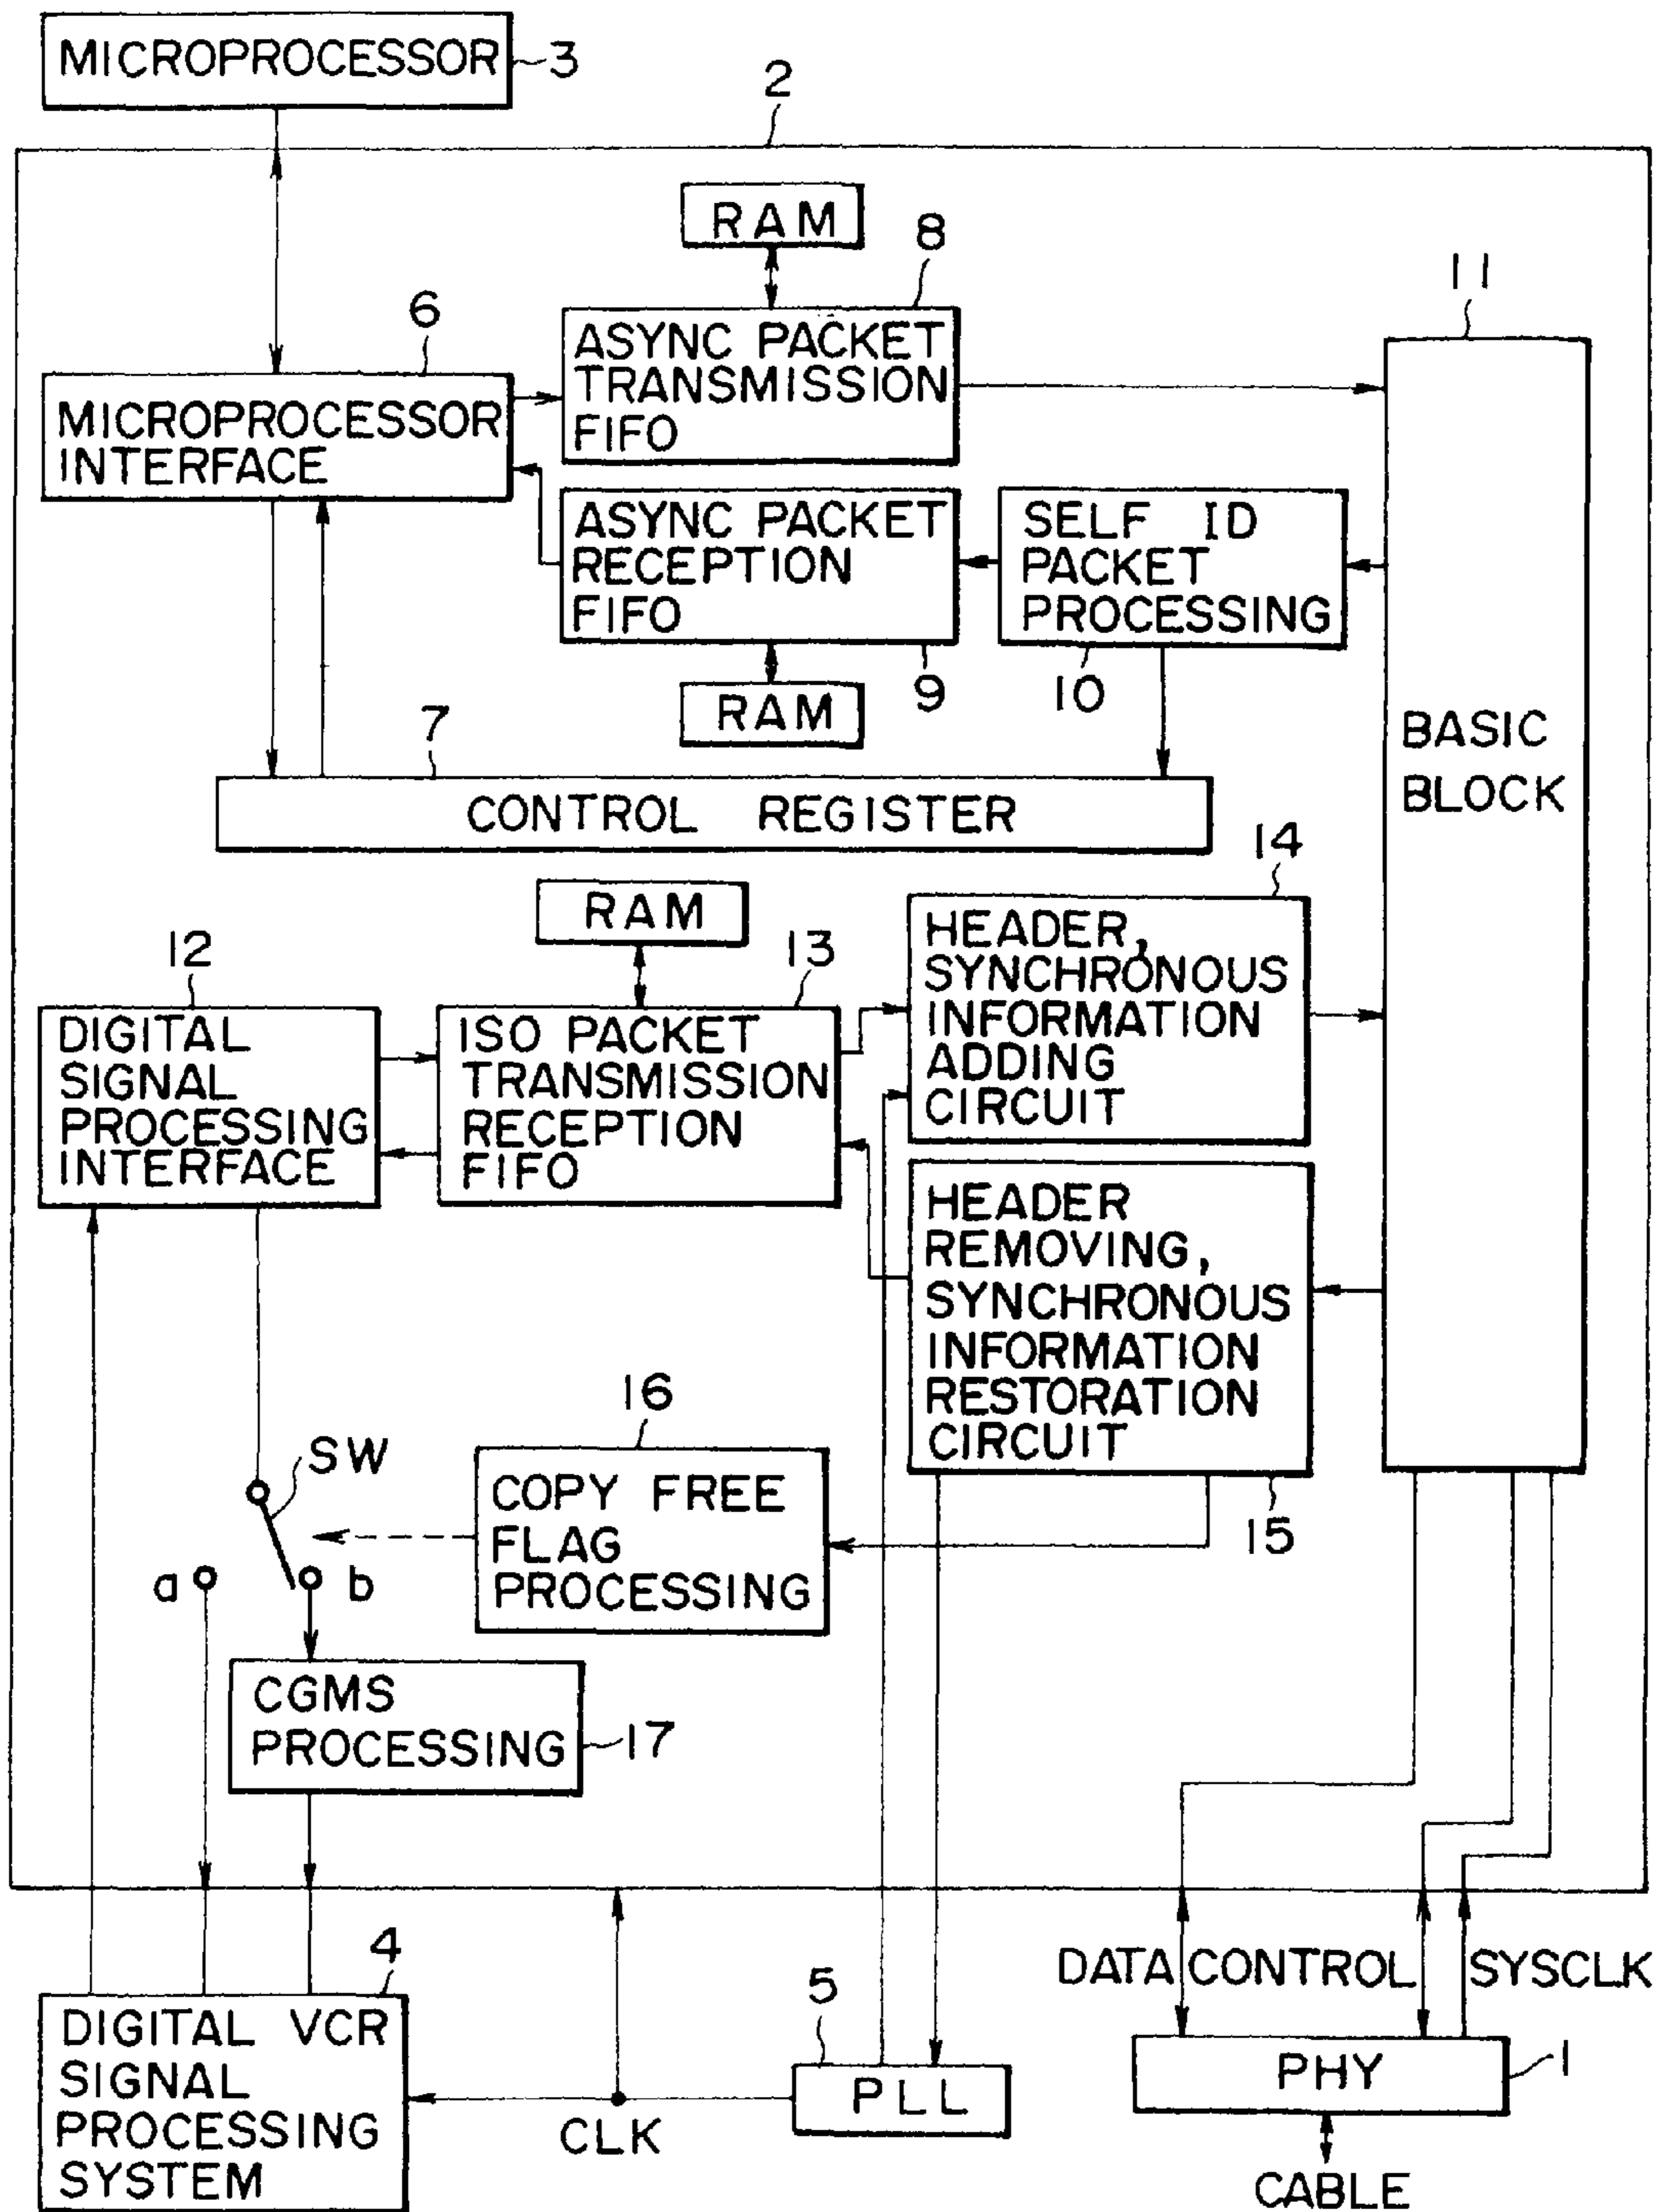 MICROPROCESSOR
3
2
RAM
8
11
6
ASYNC PACKET
TRANSMISSION
FIFO
MICROPROCESSOR
INTERFACE
ASYNC PACKET
RECEPTION
FIFO
SELF ID
PACKET
PROCESSING
9
10
RAM
BASIC
BLOCK
7
CONTROL REGISTER
14
RAM
HEADER,
SYNCHRONOUS
INFORMATION
ADDING
CIRCUIT
12
13
DIGITAL
SIGNAL
PROCESSING
INTERFACE
ISO PACKET
TRANSMISSION
RECEPTION
FIFO
HEADER
REMOVING,
SYNCHRONOUS
INFORMATION
RESTORATION
CIRCUIT
16
SW
COPY FREE
FLAG
PROCESSING
15
a
b
CGMS
PROCESSING
17
4
DATA
CONTROL
SYSCLK
5
DIGITAL VCR
SIGNAL
PROCESSING
SYSTEM
PLL
PHY
1
CLK
CABLE